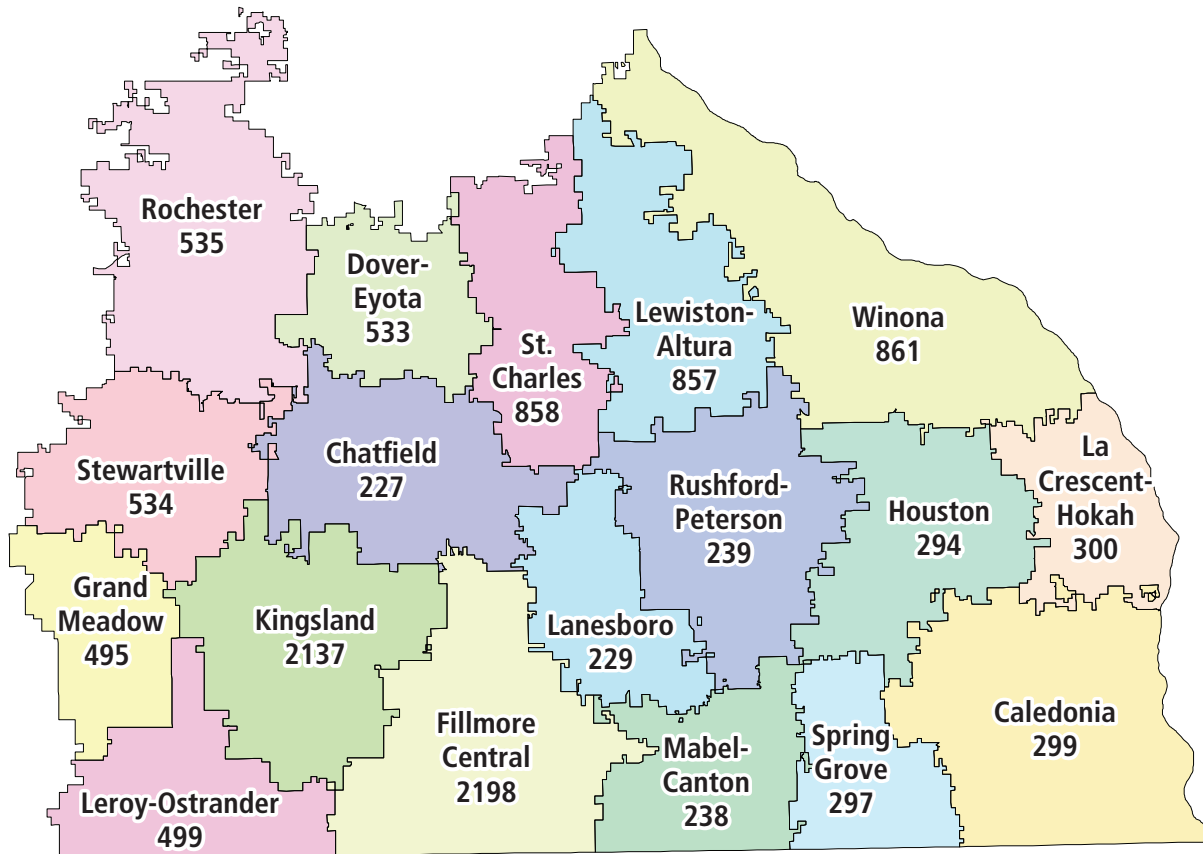 Rochester
535
Dover-
Eyota
533
St.
Charles
858
Lewiston-
Altura
857
Winona
861
Stewartville
534
Chatfield
227
Rushford-
Peterson
239
Houston
294
La
Crescent-
Hokah
300
Grand
Meadow
495
Kingsland
2137
Lanesboro
229
Fillmore
Central
2198
Mabel-
Canton
238
Spring
Grove
297
Caledonia
299
Leroy-Ostrander
499